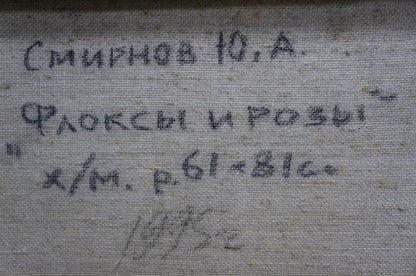 Смирнов Ю. А.
"Флоксы и розы"
х/м. р. 61×81см
1995г